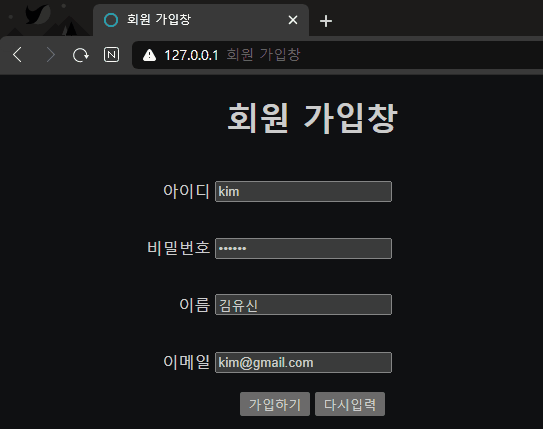 회원 가입창
127.0.0.1 회원 가입창
회원 가입창
아이디 kim
비밀번호 ••••••
이름 김유신
이메일 kim@gmail.com
가입하기 다시입력